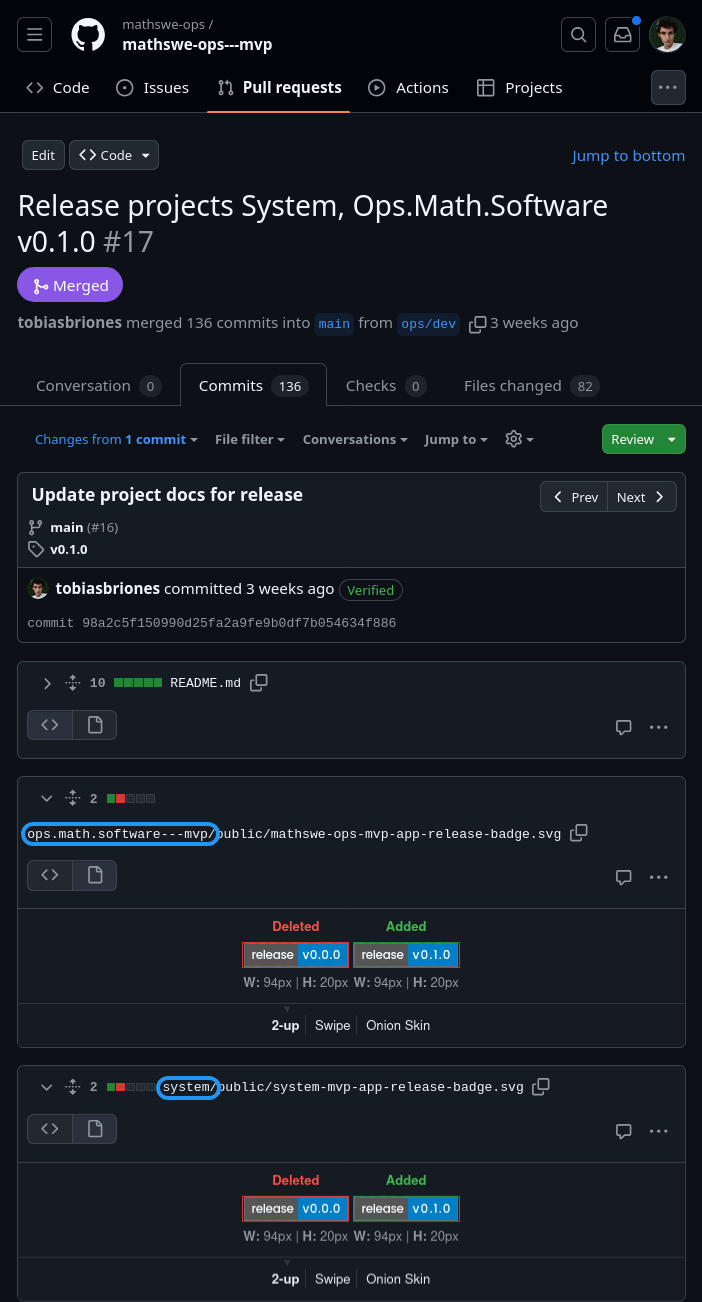 mathswe-ops /
mathswe-ops---mvp
Code
Issues
Pull requests
Actions
Projects
Edit
Code
Jump to bottom
Release projects System, Ops.Math.Software
v0.1.0 #17
Merged
tobiasbriones merged 136 commits into main from ops/dev 3 weeks ago
Conversation 0
Commits 136
Checks 0
Files changed 82
Changes from 1 commit
File filter
Conversations
Jump to
Review
Update project docs for release
Prev
Next
main (#16)
v0.1.0
tobiasbriones committed 3 weeks ago Verified
commit 98a2c5f150990d25fa2a9fe9b0df7b054634f886
10 README.md
2
ops.math.software---mvp/public/mathswe-ops-mvp-app-release-badge.svg
Deleted Added
release v0.0.0 release v0.1.0
W: 94px | H: 20px W: 94px | H: 20px
2-up Swipe Onion Skin
2 system/public/system-mvp-app-release-badge.svg
Deleted Added
release v0.0.0 release v0.1.0
W: 94px | H: 20px W: 94px | H: 20px
2-up Swipe Onion Skin